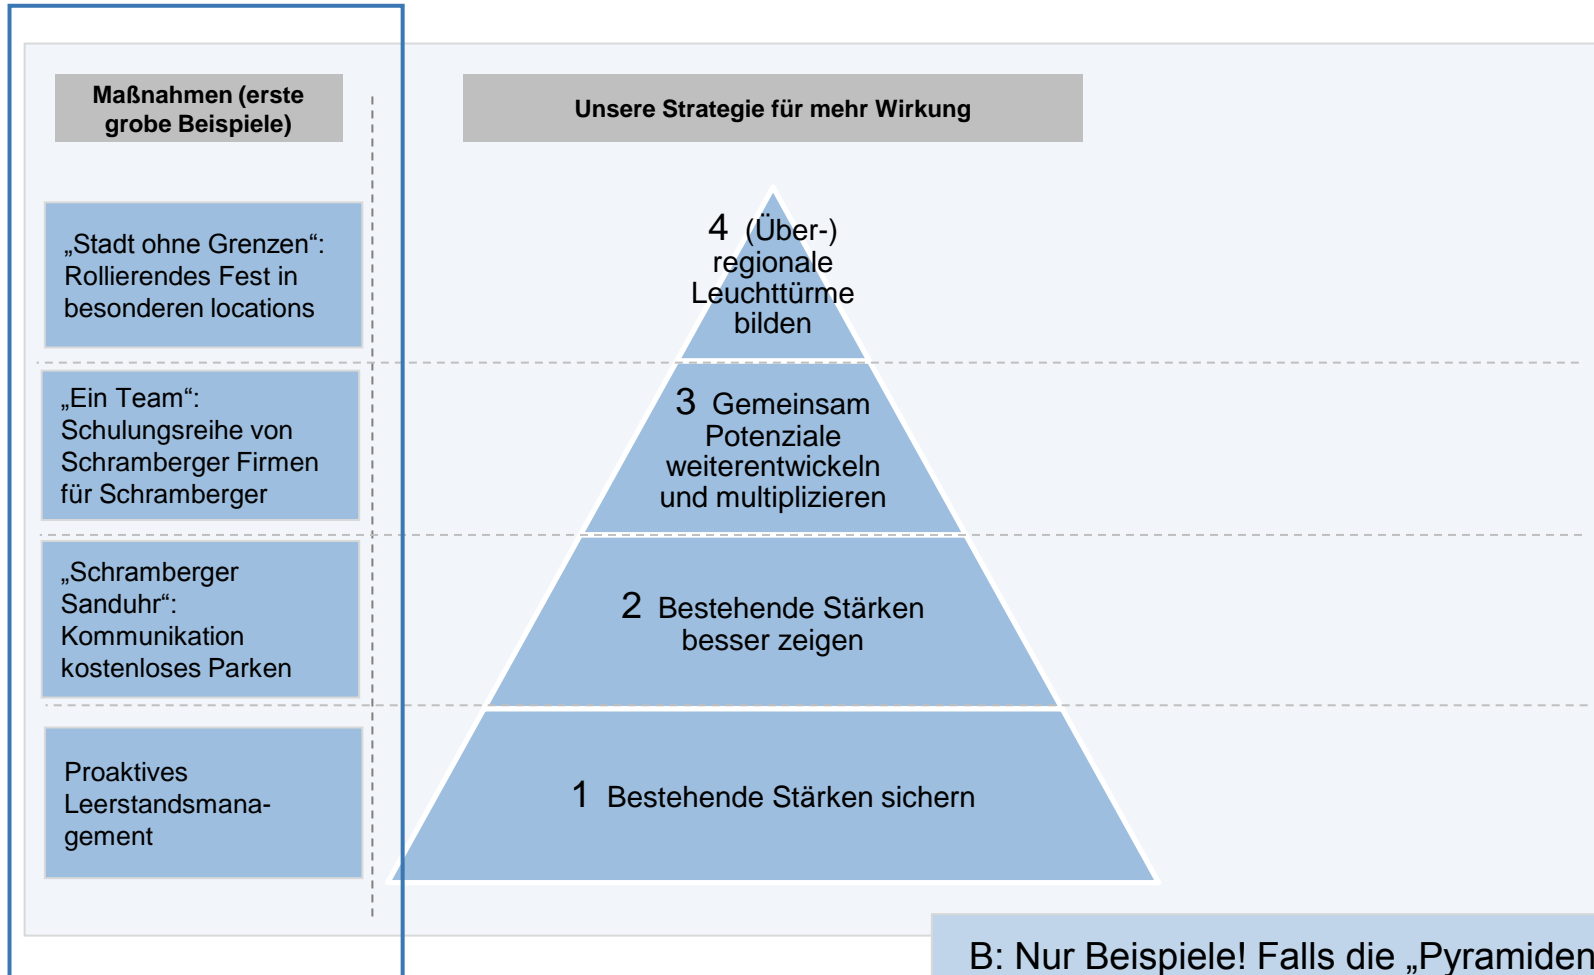 Maßnahmen (erste
grobe Beispiele)
Unsere Strategie für mehr Wirkung
„Stadt ohne Grenzen“:
Rollierendes Fest in
besonderen locations
4 (Über-)
regionale
Leuchttürme
bilden
„Ein Team“:
Schulungsreihe von
Schramberger Firmen
für Schramberger
3 Gemeinsam
Potenziale
weiterentwickeln
und multiplizieren
„Schramberger
Sanduhr“:
Kommunikation
kostenloses Parken
2 Bestehende Stärken
besser zeigen
Proaktives
Leerstandsmana-
gement
1 Bestehende Stärken sichern
B: Nur Beispiele! Falls die „Pyramiden